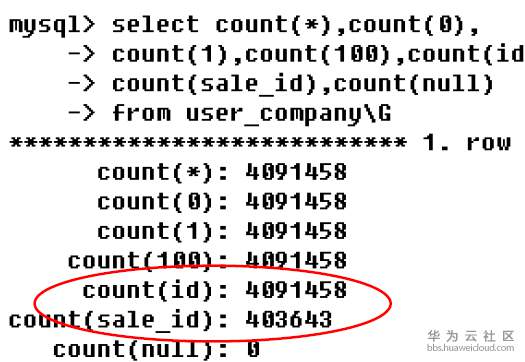 mysql> select count(*),count(0),
-> count(1),count(100),count(id
-> count(sale_id),count(null)
-> from user_company\G
*************************** 1. row
count(*): 4091458
count(0): 4091458
count(1): 4091458
count(100): 4091458
count(id): 4091458
count(sale_id): 403643
count(null): 0
华为云社区
bbs.huaweicloud.com